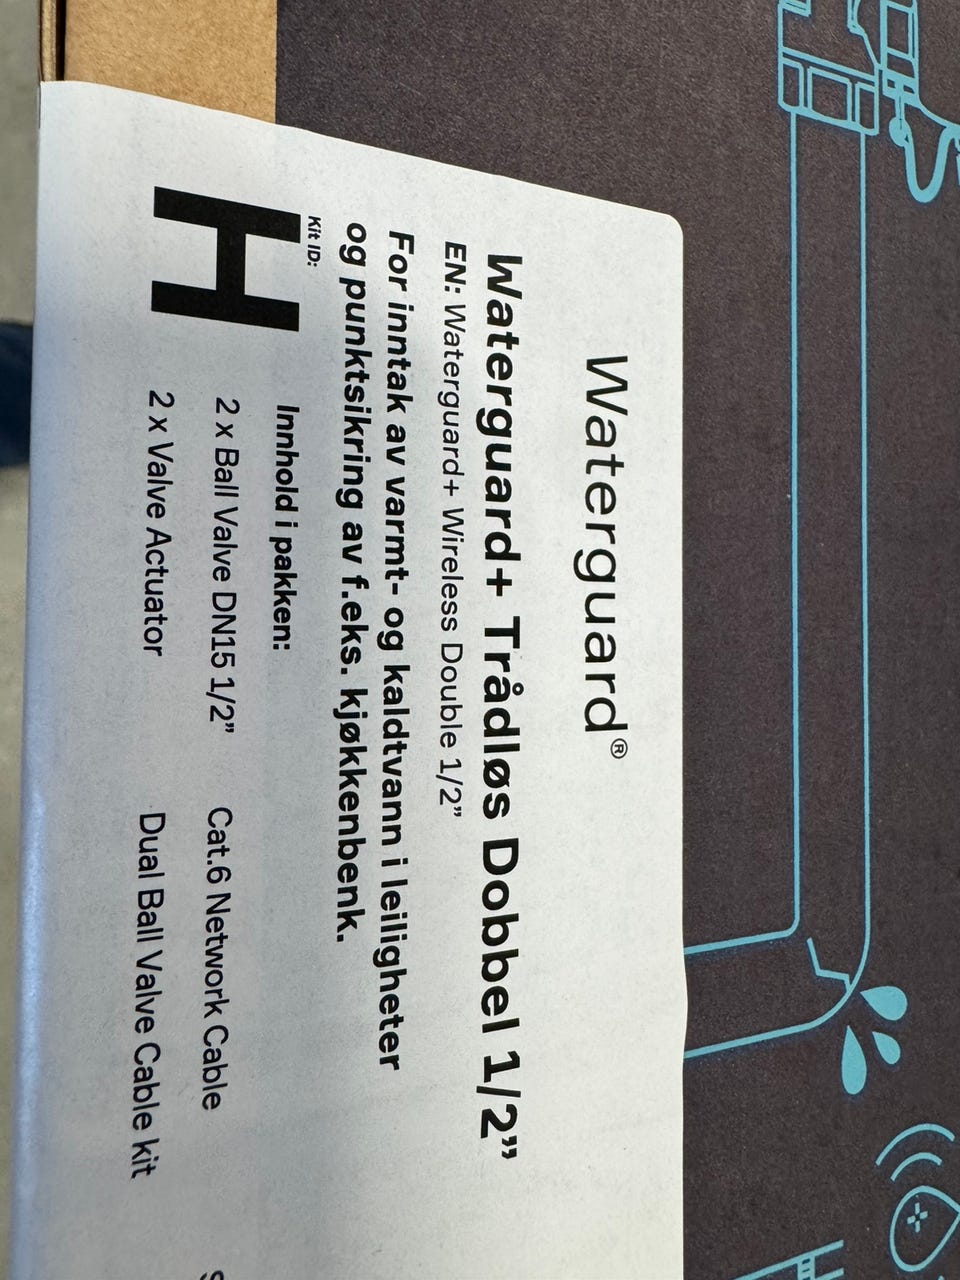 Waterguard®
Waterguard+ Trådløs Dobbel 1/2”
EN: Waterguard+ Wireless Double 1/2”
For inntak av varmt- og kaldtvann i leiligheter
og punktsikring av f.eks. kjøkkenbenk.
Kit ID:
H
Innhold i pakken:
2 x Ball Valve DN15 1/2”
2 x Valve Actuator
Cat.6 Network Cable
Dual Ball Valve Cable kit